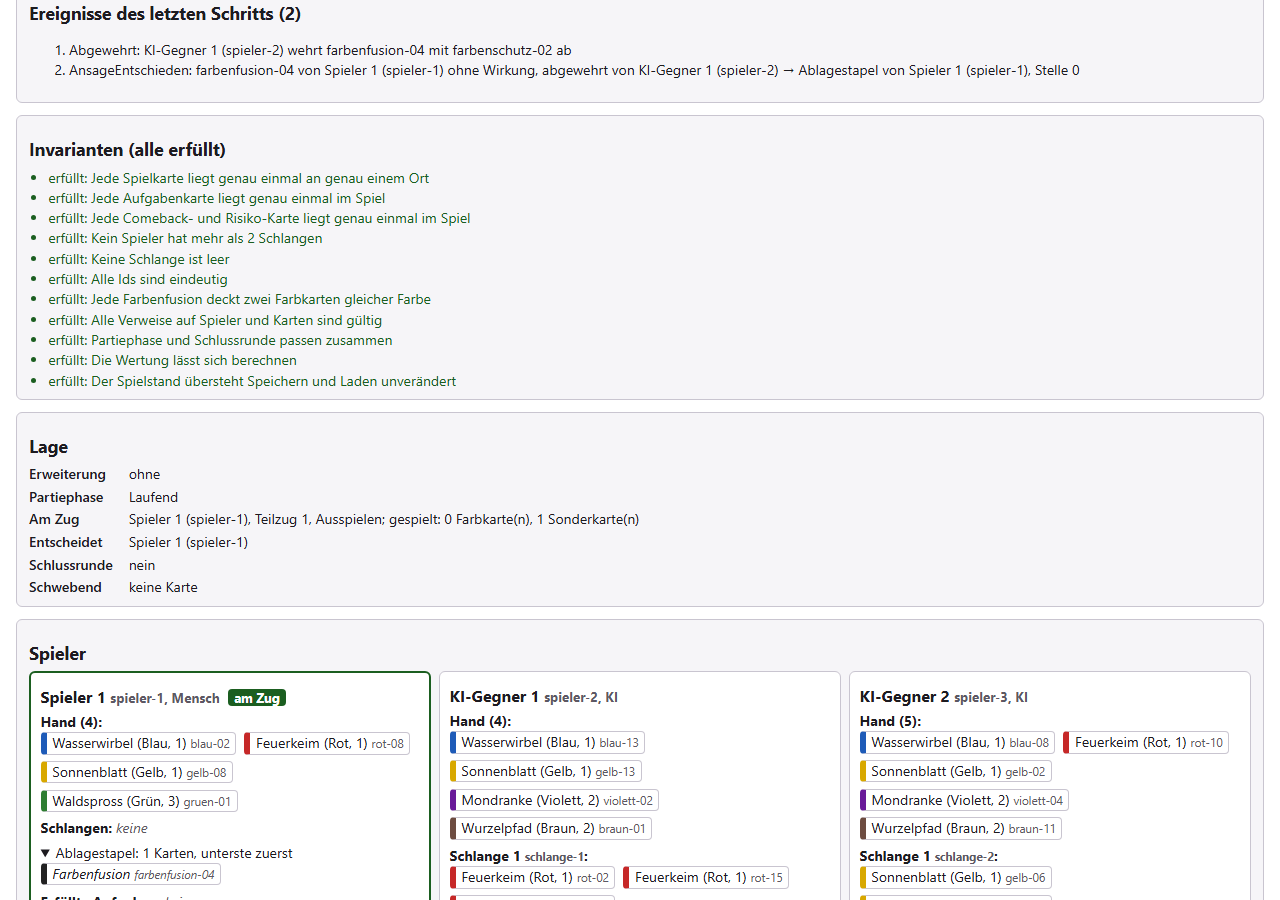 Ereignisse des letzten Schritts (2)
1. Abgewehrt: KI-Gegner 1 (spieler-2) wehrt farbenfusion-04 mit farbenschutz-02 ab
2. AnsageEntschieden: farbenfusion-04 von Spieler 1 (spieler-1) ohne Wirkung, abgewehrt von KI-Gegner 1 (spieler-2) → Ablagestapel von Spieler 1 (spieler-1), Stelle 0
Invarianten (alle erfüllt)
• erfüllt: Jede Spielkarte liegt genau einmal an genau einem Ort
• erfüllt: Jede Aufgabenkarte liegt genau einmal im Spiel
• erfüllt: Jede Comeback- und Risiko-Karte liegt genau einmal im Spiel
• erfüllt: Kein Spieler hat mehr als 2 Schlangen
• erfüllt: Keine Schlange ist leer
• erfüllt: Alle Ids sind eindeutig
• erfüllt: Jede Farbenfusion deckt zwei Farbkarten gleicher Farbe
• erfüllt: Alle Verweise auf Spieler und Karten sind gültig
• erfüllt: Partiephase und Schlussrunde passen zusammen
• erfüllt: Die Wertung lässt sich berechnen
• erfüllt: Der Spielstand übersteht Speichern und Laden unverändert
Lage
Erweiterung ohne
Partiephase Laufend
Am Zug Spieler 1 (spieler-1), Teilzug 1, Ausspielen; gespielt: 0 Farbkarte(n), 1 Sonderkarte(n)
Entscheidet Spieler 1 (spieler-1)
Schlussrunde nein
Schwebend keine Karte
Spieler
Spieler 1 spieler-1, Mensch am Zug
Hand (4):
Wasserwirbel (Blau, 1) blau-02 Feuerkeim (Rot, 1) rot-08
Sonnenblatt (Gelb, 1) gelb-08
Waldspross (Grün, 3) gruen-01
Schlangen: keine
▼ Ablagestapel: 1 Karten, unterste zuerst
Farbenfusion farbenfusion-04
KI-Gegner 1 spieler-2, KI
Hand (4):
Wasserwirbel (Blau, 1) blau-13
Sonnenblatt (Gelb, 1) gelb-13
Mondranke (Violett, 2) violett-02
Wurzelpfad (Braun, 2) braun-01
Schlange 1 schlange-1:
Feuerkeim (Rot, 1) rot-02 Feuerkeim (Rot, 1) rot-15
KI-Gegner 2 spieler-3, KI
Hand (5):
Wasserwirbel (Blau, 1) blau-08 Feuerkeim (Rot, 1) rot-10
Sonnenblatt (Gelb, 1) gelb-02
Mondranke (Violett, 2) violett-04
Wurzelpfad (Braun, 2) braun-11
Schlange 1 schlange-2:
Sonnenblatt (Gelb, 1) gelb-06